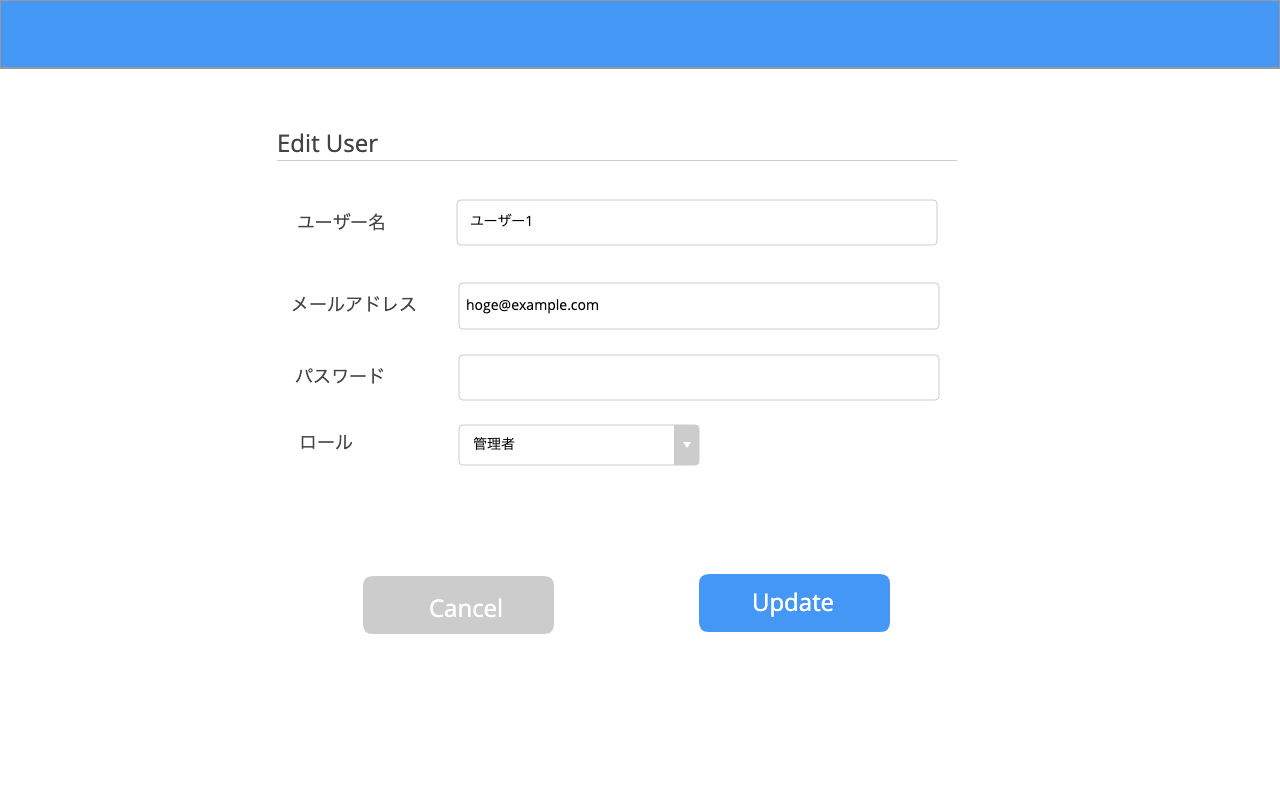 Edit User
ユーザー名
ユーザー1
メールアドレス
hoge@example.com
パスワード
ロール
管理者
Cancel
Update